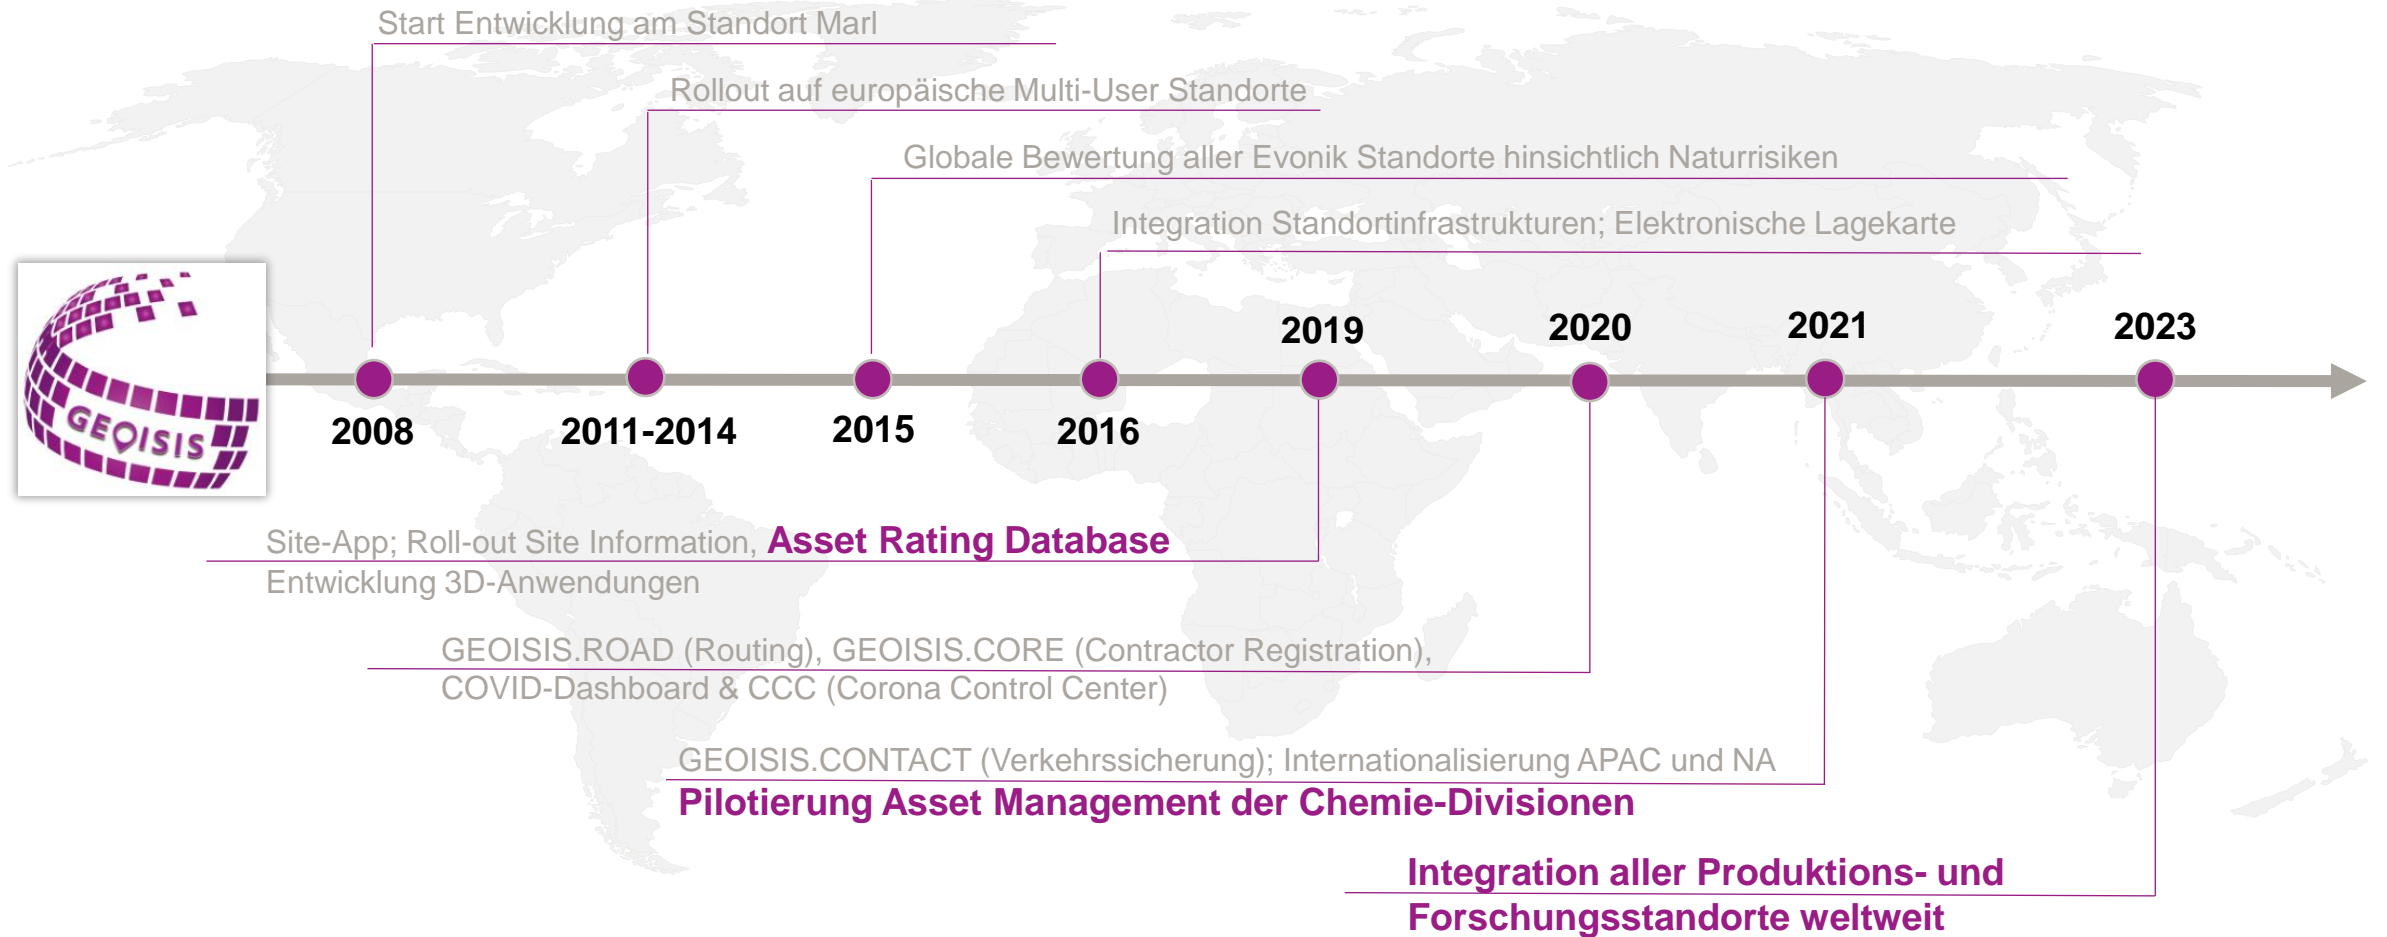 Start Entwicklung am Standort Marl
Rollout auf europäische Multi-User Standorte
Globale Bewertung aller Evonik Standorte hinsichtlich Naturrisiken
Integration Standortinfrastrukturen; Elektronische Lagekarte
2019
2020
2021
2023
GEOISIS
2008
2011-2014
2015
2016
Site-App; Roll-out Site Information, Asset Rating Database
Entwicklung 3D-Anwendungen
GEOISIS.ROAD (Routing), GEOISIS.CORE (Contractor Registration),
COVID-Dashboard & CCC (Corona Control Center)
GEOISIS.CONTACT (Verkehrssicherung); Internationalisierung APAC und NA
Pilotierung Asset Management der Chemie-Divisionen
Integration aller Produktions- und
Forschungsstandorte weltweit